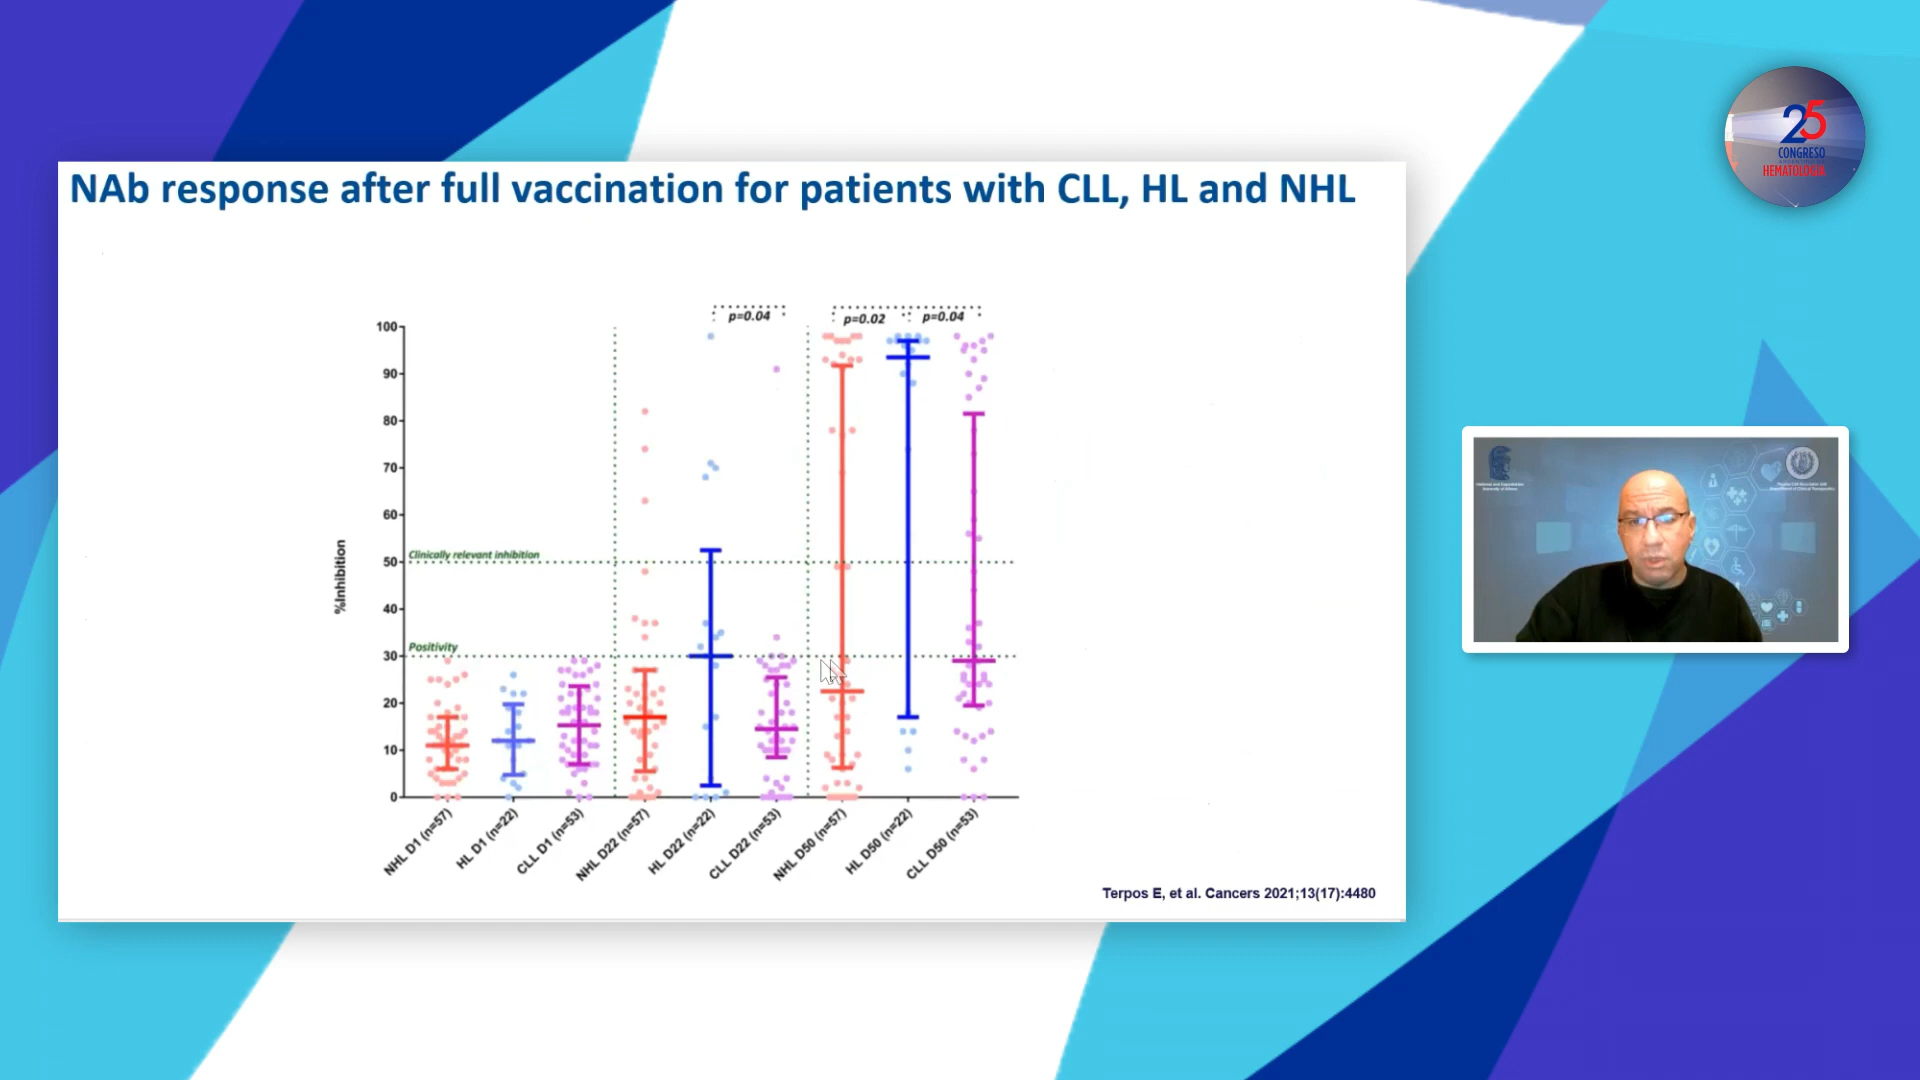 25
CONGRESO
HEMATOLOGÍA
NAb response after full vaccination for patients with CLL, HL and NHL
p=0.04
p=0.02
p=0.04
100
90
80
70
60
50
40
30
20
10
0
%Inhibition
Clinically relevant inhibition
Positivity
NHL D1 (n=57)
HL D1 (n=22)
CLL D1 (n=53)
NHL D22 (n=57)
HL D22 (n=22)
CLL D22 (n=53)
NHL D50 (n=57)
HL D50 (n=22)
CLL D50 (n=53)
Terpos E, et al. Cancers 2021;13(17):4480